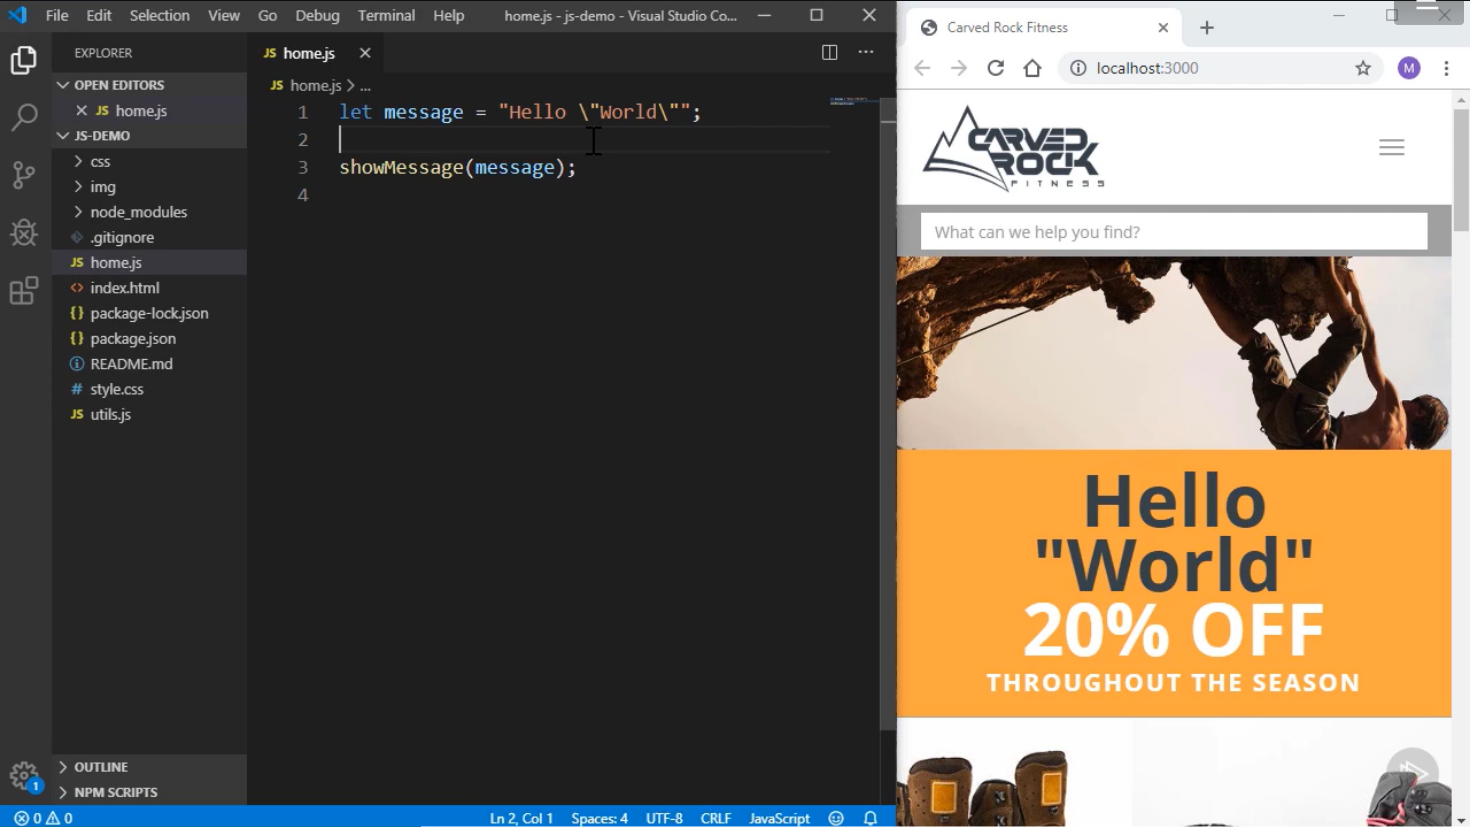 File Edit Selection View Go Debug Terminal Help home.js - js-demo - Visual Studio Co...
EXPLORER
OPEN EDITORS
JS home.js
JS-DEMO
css
img
node_modules
.gitignore
JS home.js
<> index.html
{} package-lock.json
{} package.json
README.md
# style.css
JS utils.js
OUTLINE
NPM SCRIPTS
1
JS home.js
JS home.js > ...
1 let message = "Hello \"World\"";
2
3 showMessage(message);
4
0 0 Ln 2, Col 1 Spaces: 4 UTF-8 CRLF JavaScript
Carved Rock Fitness
localhost:3000
M
CARVED
ROCK
FITNESS
What can we help you find?
Hello
"World"
20% OFF
THROUGHOUT THE SEASON